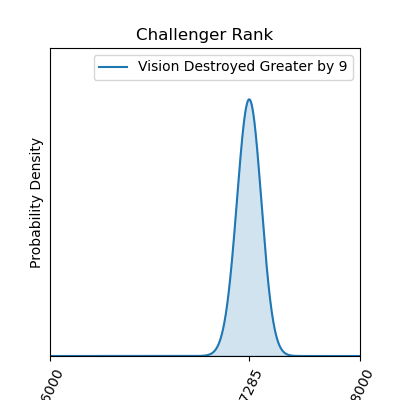 Challenger Rank
Vision Destroyed Greater by 9
Probability Density
6000
7285
8000